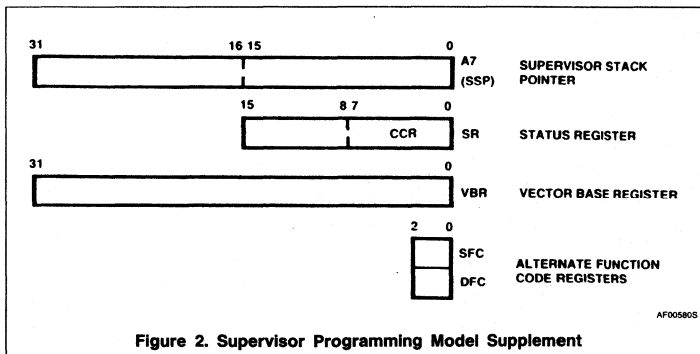 31 16 15 0
A7
(SSP)
SUPERVISOR STACK
POINTER
15 8 7 0
CCR SR STATUS REGISTER
31 0
VBR VECTOR BASE REGISTER
2 0
SFC
DFC
ALTERNATE FUNCTION
CODE REGISTERS
AF00580S
Figure 2. Supervisor Programming Model Supplement